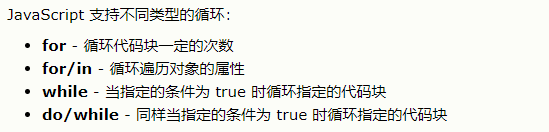 JavaScript 支持不同类型的循环：
• for - 循环代码块一定的次数
• for/in - 循环遍历对象的属性
• while - 当指定的条件为 true 时循环指定的代码块
• do/while - 同样当指定的条件为 true 时循环指定的代码块